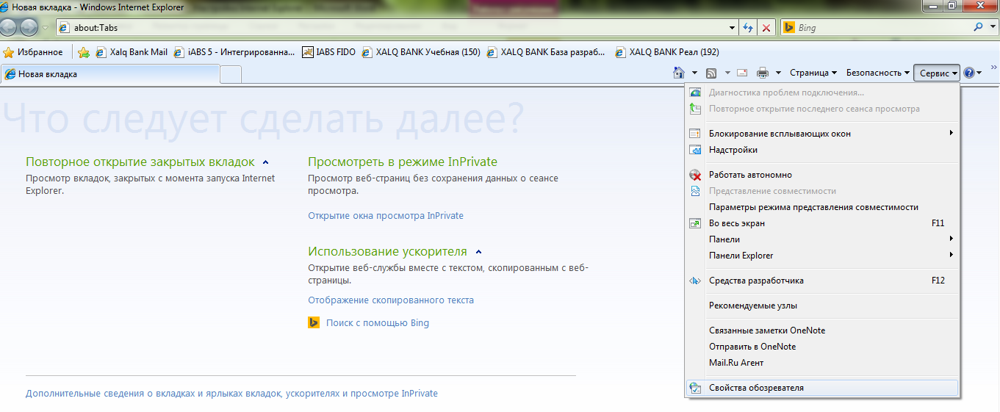 Новая вкладка - Windows Internet Explorer
about:Tabs
Bing
Избранное
Xalq Bank Mail
iABS 5 - Интегрированна...
IABS FIDO
XALQ BANK Учебная (150)
XALQ BANK База разраб...
XALQ BANK Реал (192)
Новая вкладка
Страница
Безопасность
Сервис
Что следует сделать далее?
Повторное открытие закрытых вкладок
Просмотр вкладок, закрытых с момента запуска Internet
Explorer.
Просмотреть в режиме InPrivate
Просмотр веб-страниц без сохранения данных о сеансе
просмотра.
Открытие окна просмотра InPrivate
Использование ускорителя
Открытие веб-службы вместе с текстом, скопированным с веб-
страницы.
Отображение скопированного текста
Поиск с помощью Bing
Дополнительные сведения о вкладках и ярлыках вкладок, ускорителях и просмотре InPrivate
Диагностика проблем подключения...
Повторное открытие последнего сеанса просмотра
Блокирование всплывающих окон
Надстройки
Работать автономно
Представление совместимости
Параметры режима представления совместимости
Во весь экран F11
Панели
Панели Explorer
Средства разработчика F12
Рекомендуемые узлы
Связанные заметки OneNote
Отправить в OneNote
Mail.Ru Агент
Свойства обозревателя